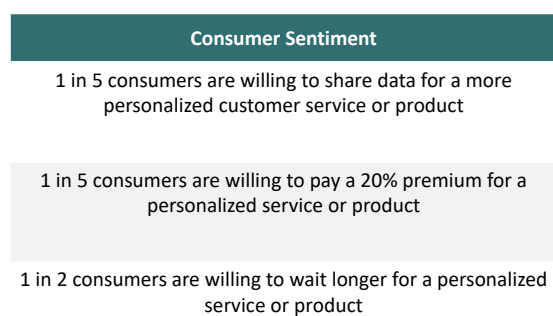 Consumer Sentiment
1 in 5 consumers are willing to share data for a more
personalized customer service or product
1 in 5 consumers are willing to pay a 20% premium for a
personalized service or product
1 in 2 consumers are willing to wait longer for a personalized
service or product